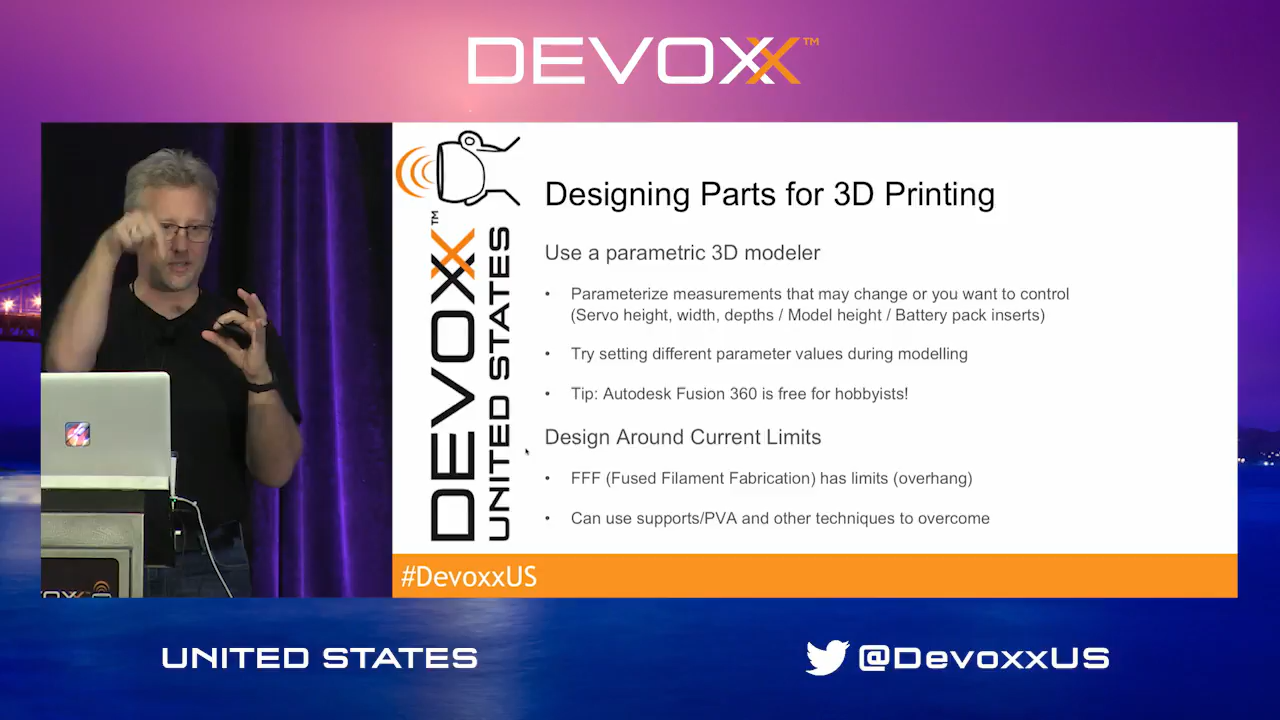 DEVOXX™
DEVOXX™
UNITED STATES
Designing Parts for 3D Printing
Use a parametric 3D modeler
• Parameterize measurements that may change or you want to control
(Servo height, width, depths / Model height / Battery pack inserts)
• Try setting different parameter values during modelling
• Tip: Autodesk Fusion 360 is free for hobbyists!
Design Around Current Limits
• FFF (Fused Filament Fabrication) has limits (overhang)
• Can use supports/PVA and other techniques to overcome
#DevoxxUS
UNITED STATES
@DevoxxUS